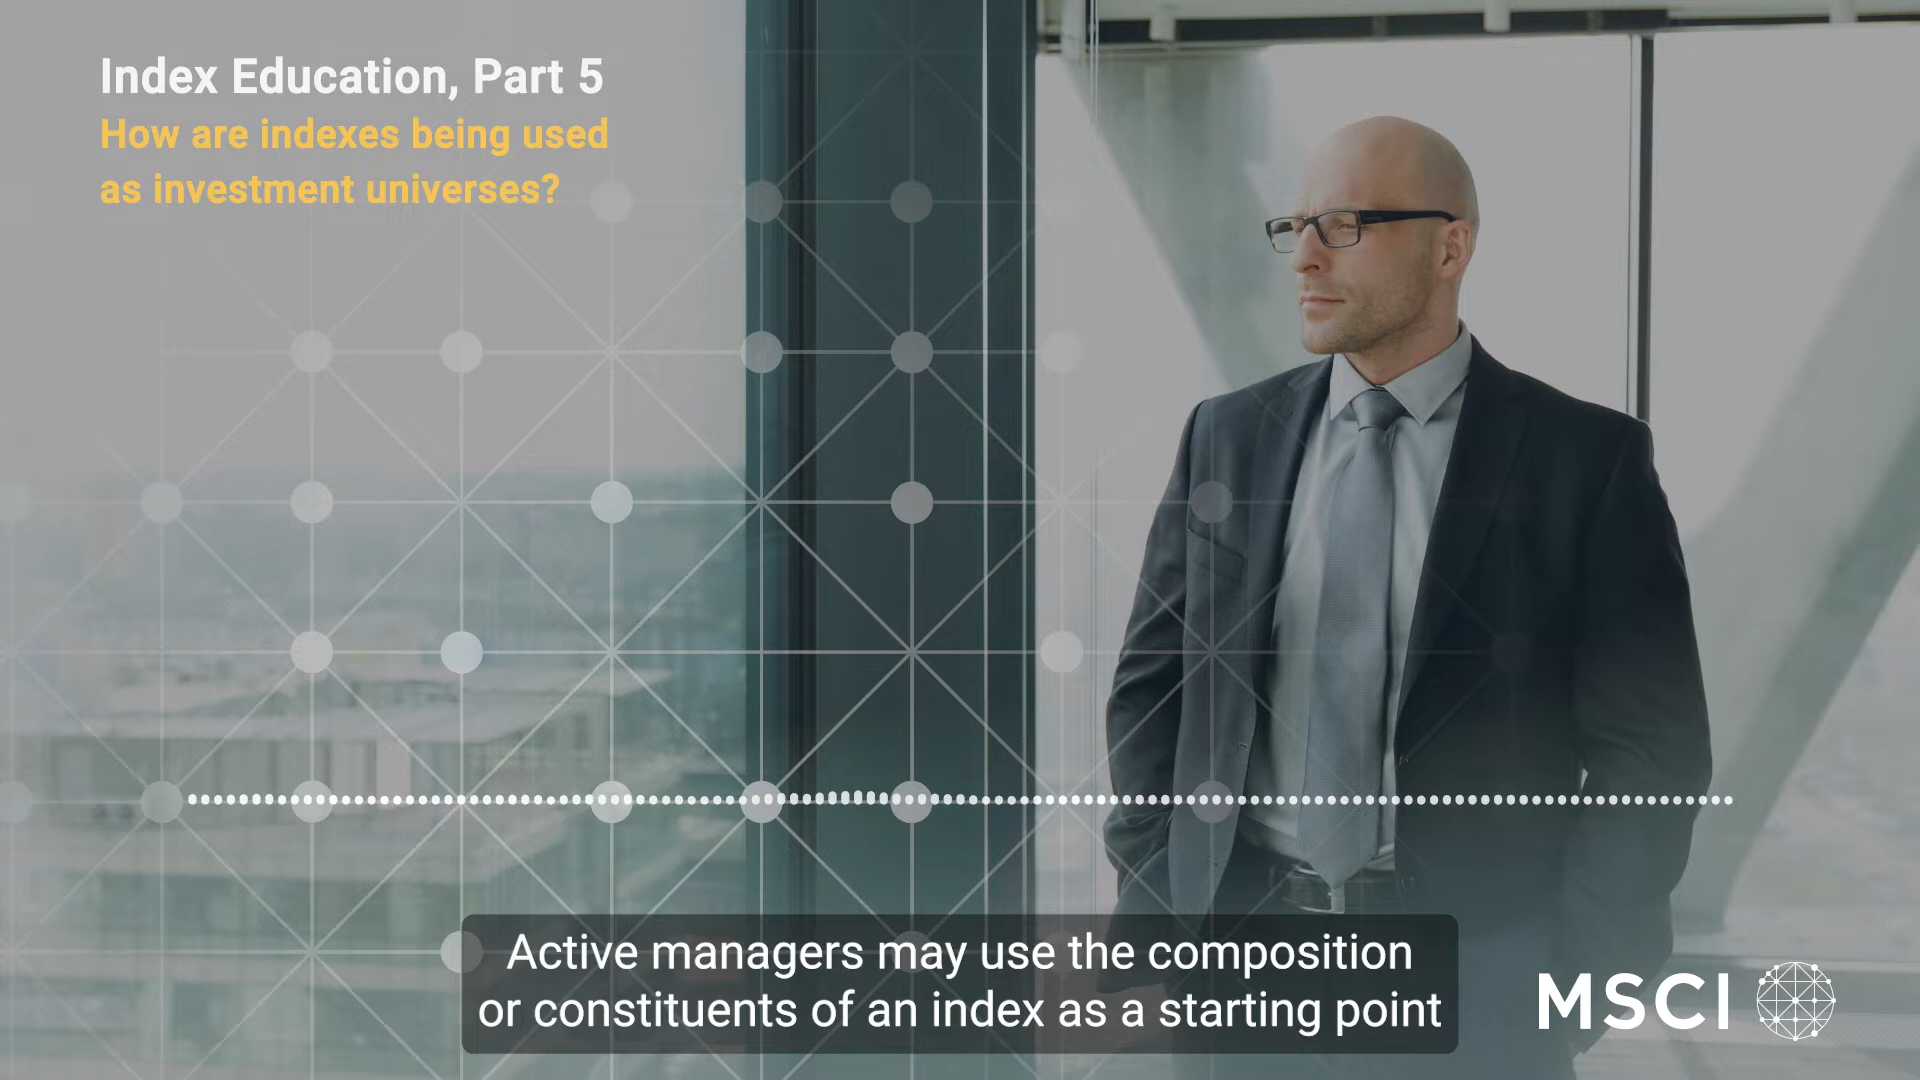 Index Education, Part 5
How are indexes being used
as investment universes?
Active managers may use the composition
or constituents of an index as a starting point
MSCI